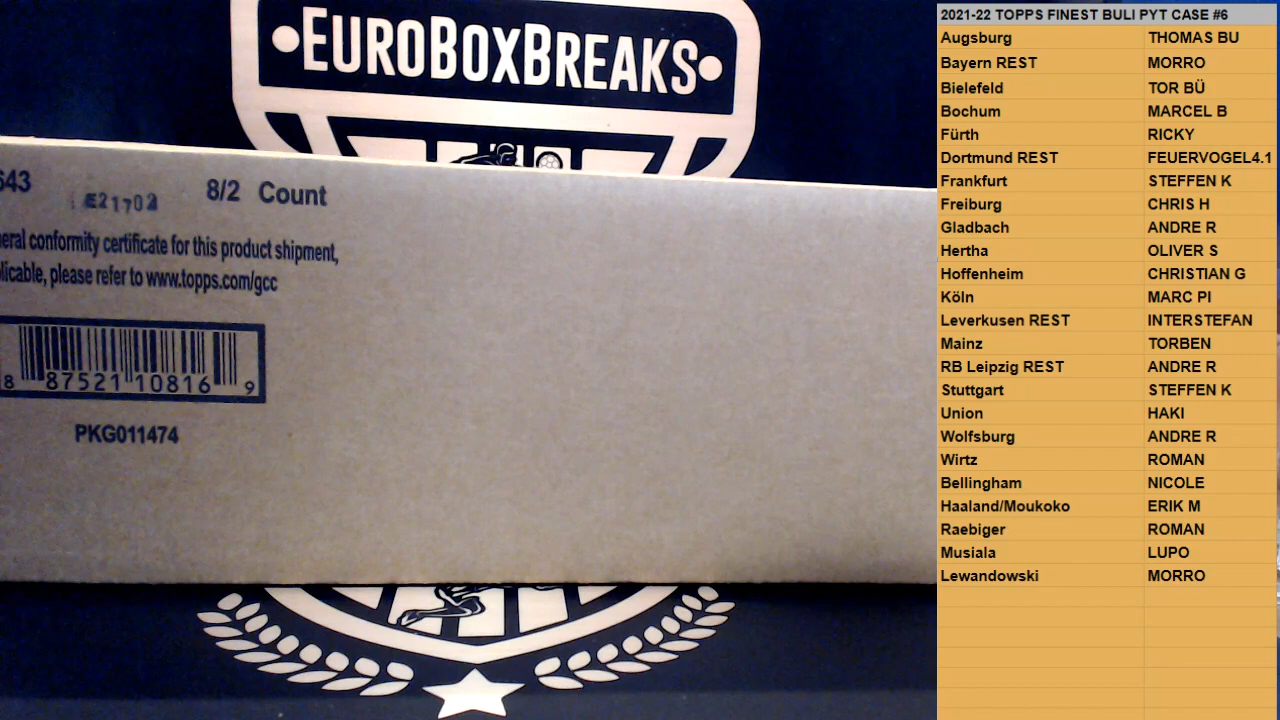 •EUROBOXBREAKS•
643
E21702
8/2 Count
eral conformity certificate for this product shipment,
licable, please refer to www.topps.com/gcc
8 87521 10816 9
PKG011474
2021-22 TOPPS FINEST BULI PYT CASE #6
Augsburg THOMAS BU
Bayern REST MORRO
Bielefeld TOR BÜ
Bochum MARCEL B
Fürth RICKY
Dortmund REST FEUERVOGEL4.1
Frankfurt STEFFEN K
Freiburg CHRIS H
Gladbach ANDRE R
Hertha OLIVER S
Hoffenheim CHRISTIAN G
Köln MARC PI
Leverkusen REST INTERSTEFAN
Mainz TORBEN
RB Leipzig REST ANDRE R
Stuttgart STEFFEN K
Union HAKI
Wolfsburg ANDRE R
Wirtz ROMAN
Bellingham NICOLE
Haaland/Moukoko ERIK M
Raebiger ROMAN
Musiala LUPO
Lewandowski MORRO